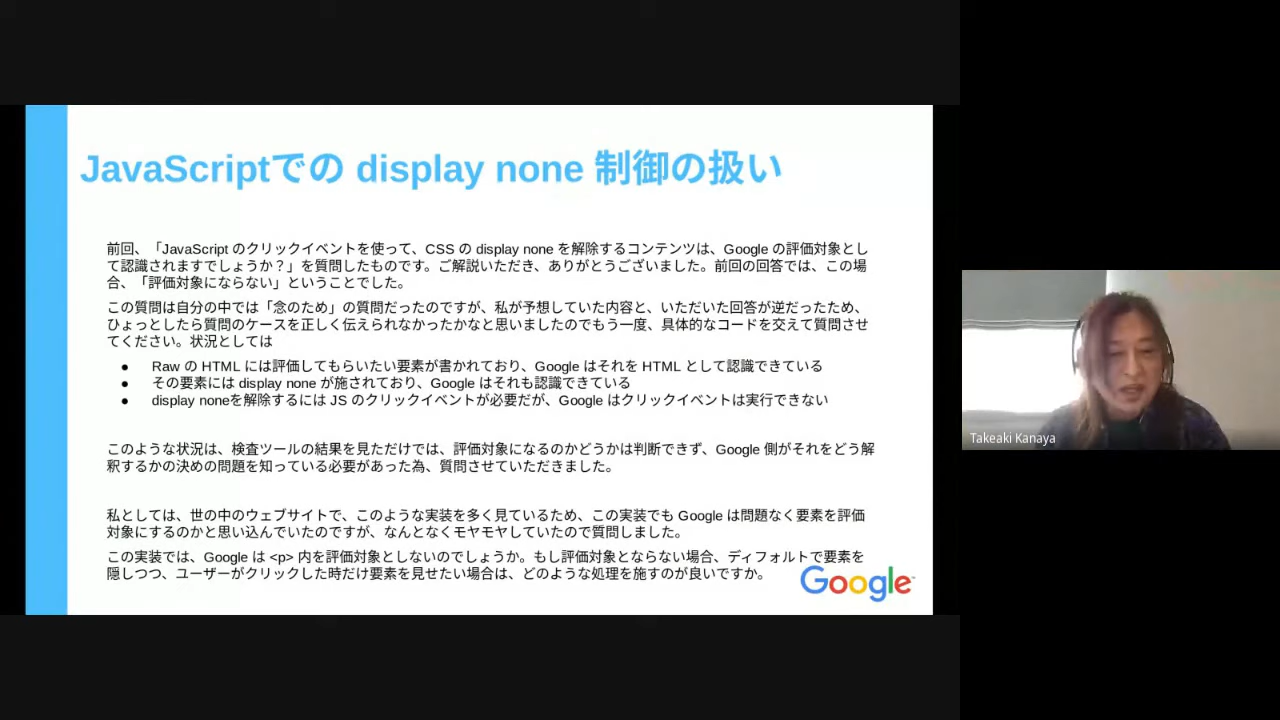 JavaScriptでの display none 制御の扱い
前回、「JavaScript のクリックイベントを使って、CSS の display none を解除するコンテンツは、Google の評価対象とし
て認識されますでしょうか？」を質問したものです。ご解説いただき、ありがとうございました。前回の回答では、この場
合、「評価対象にならない」ということでした。
この質問は自分の中では「念のため」の質問だったのですが、私が予想していた内容と、いただいた回答が逆だったため、
ひょっとしたら質問のケースを正しく伝えられなかったかなと思いましたのでもう一度、具体的なコードを交えて質問させ
てください。状況としては
● Raw の HTML には評価してもらいたい要素が書かれており、Google はそれを HTML として認識できている
● その要素には display none が施されており、Google はそれも認識できている
● display noneを解除するには JS のクリックイベントが必要だが、Google はクリックイベントは実行できない
このような状況は、検査ツールの結果を見ただけでは、評価対象になるのかどうかは判断できず、Google 側がそれをどう解
釈するかの決めの問題を知っている必要があった為、質問させていただきました。
私としては、世の中のウェブサイトで、このような実装を多く見ているため、この実装でも Google は問題なく要素を評価
対象にするのかと思い込んでいたのですが、なんとなくモヤモヤしていたので質問しました。
この実装では、Google は <p> 内を評価対象としないのでしょうか。もし評価対象とならない場合、ディフォルトで要素を
隠しつつ、ユーザーがクリックした時だけ要素を見せたい場合は、どのような処理を施すのが良いですか。
Google
Takeaki Kanaya